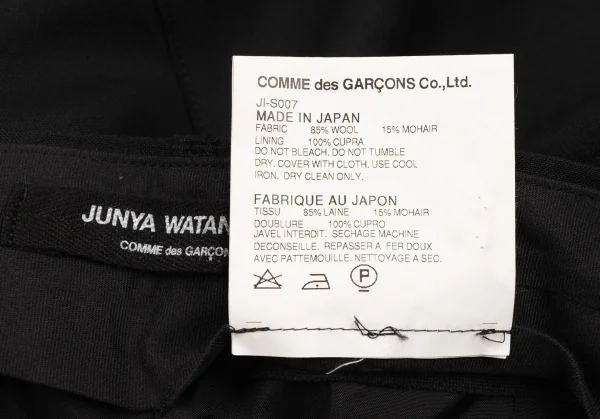 COMME des GARÇONS Co.,Ltd.
JI-S007
MADE IN JAPAN
FABRIC 85% WOOL 15% MOHAIR
LINING 100% CUPRA
DO NOT BLEACH. DO NOT TUMBLE
DRY. COVER WITH CLOTH. USE COOL
IRON. DRY CLEAN ONLY.
FABRIQUE AU JAPON
TISSU 85% LAINE 15% MOHAIR
DOUBLURE 100% CUPRO
JAVEL INTERDIT. SECHAGE MACHINE
DECONSEILLE. REPASSER A FER DOUX
AVEC PATTEMOUILLE. NETTOYAGE A SEC.
P
JUNYA WATAN
COMME des GARÇON